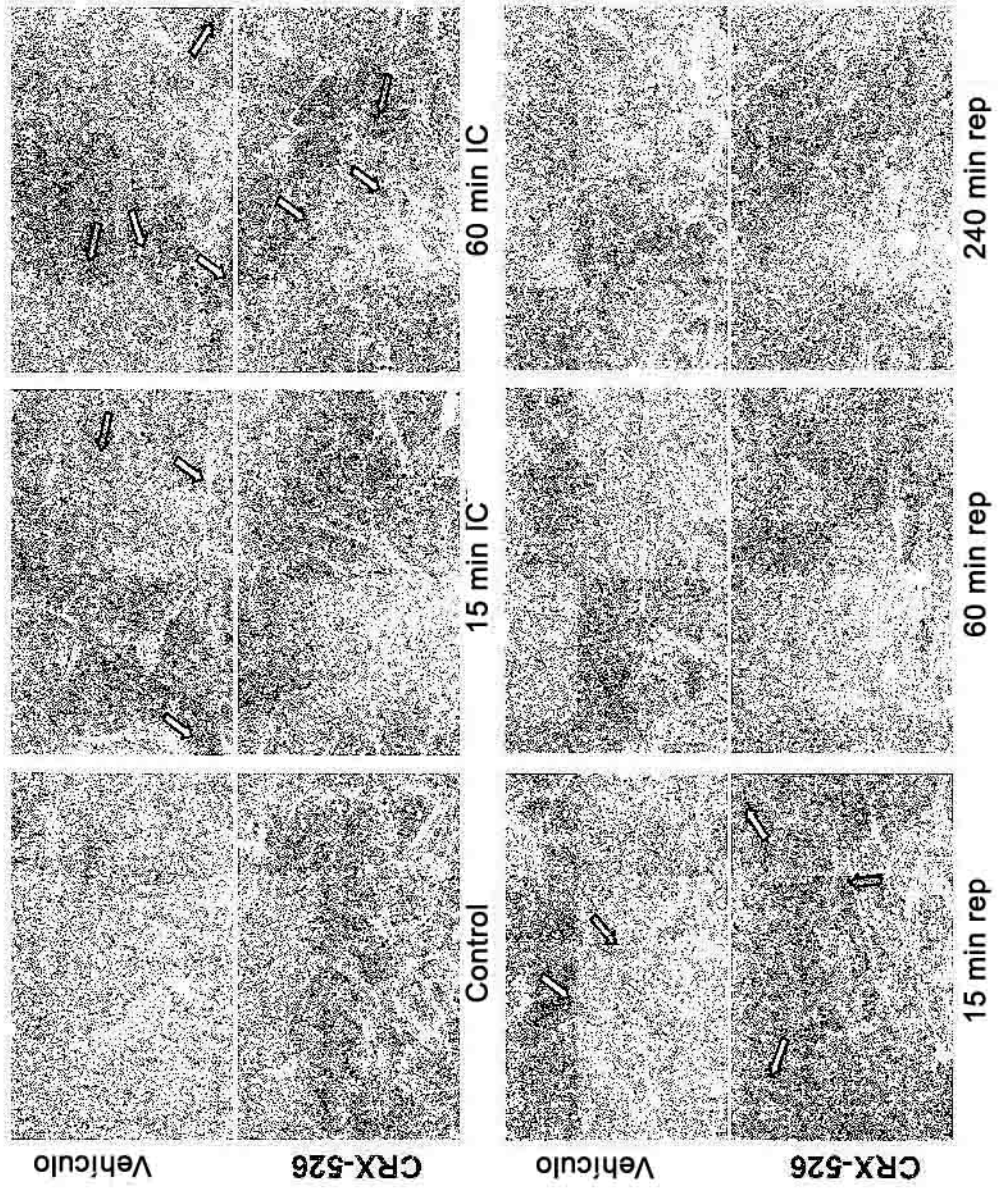 Vehículo
CRX-526
Control
15 min IC
60 min IC
Vehículo
CRX-526
15 min rep
60 min rep
240 min rep